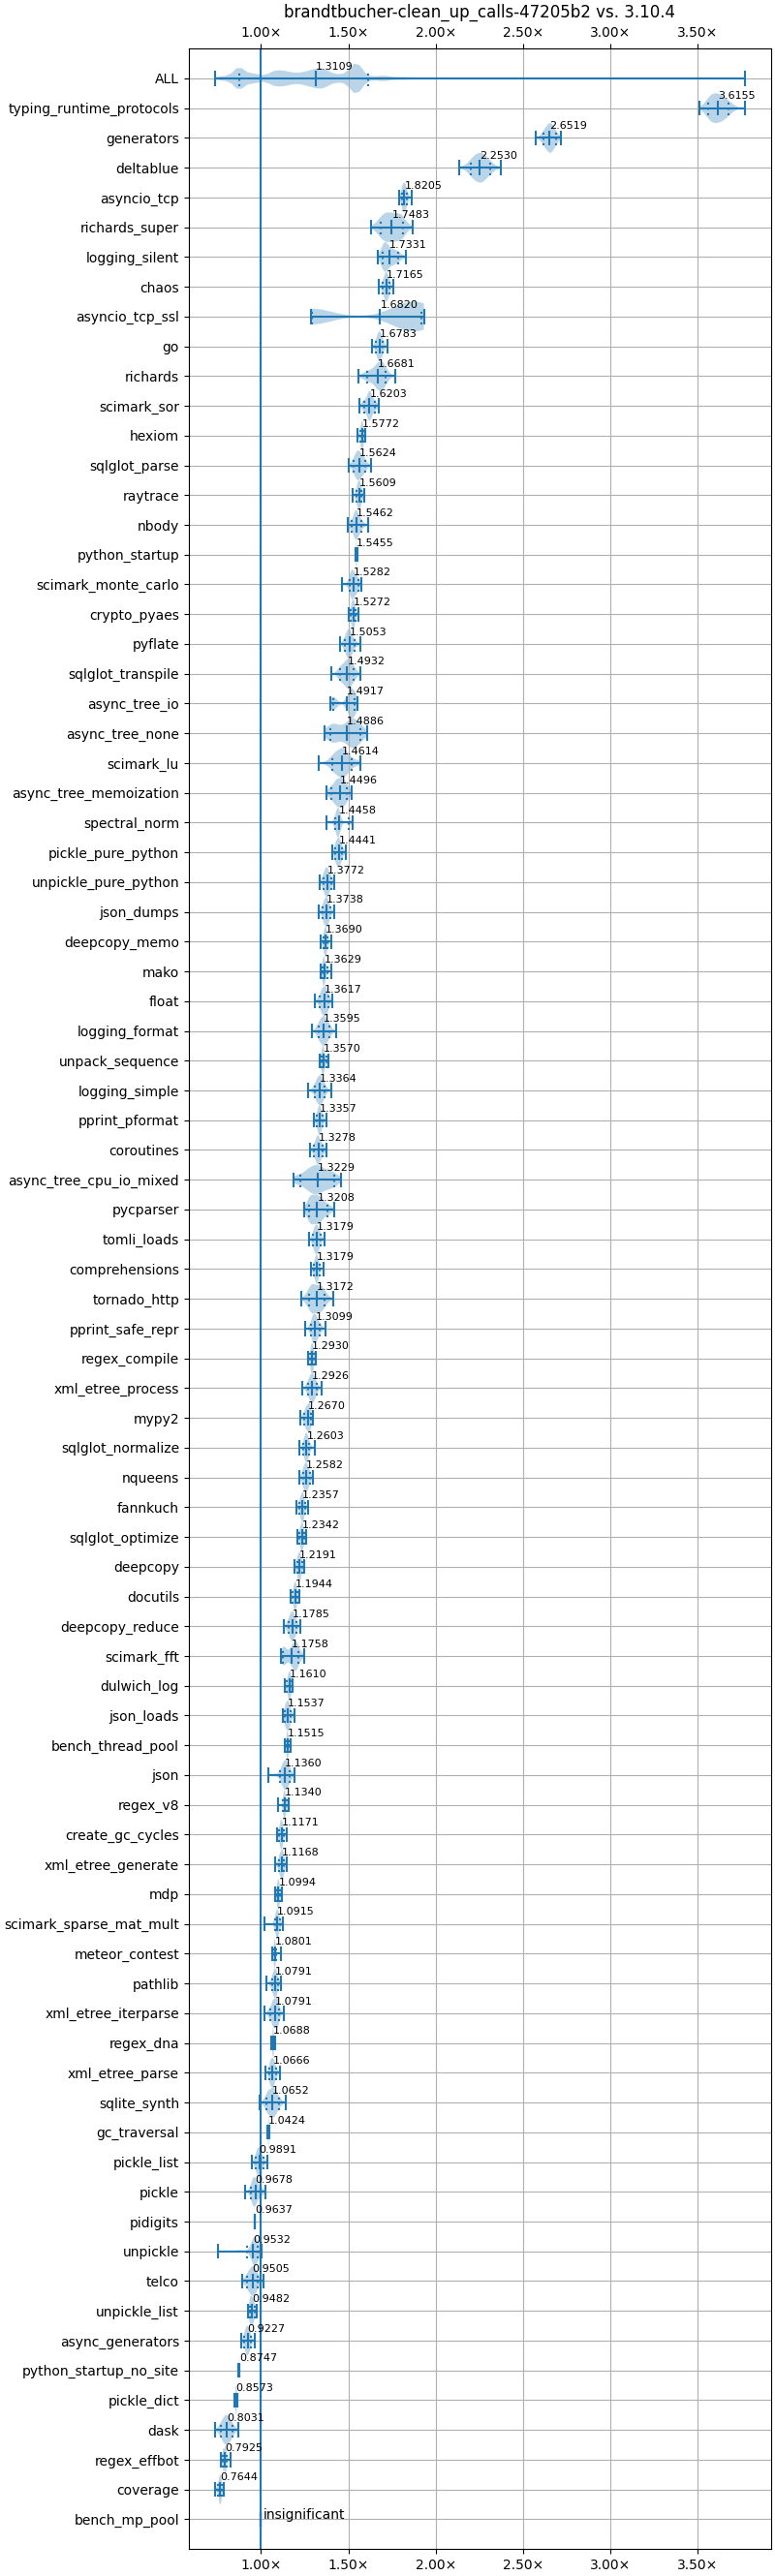 brandtbucher-clean_up_calls-47205b2 vs. 3.10.4
1.00× 1.50× 2.00× 2.50× 3.00× 3.50×
ALL 1.3109
typing_runtime_protocols 3.6155
generators 2.6519
deltablue 2.2530
asyncio_tcp 1.8205
richards_super 1.7483
logging_silent 1.7331
chaos 1.7165
asyncio_tcp_ssl 1.6820
go 1.6783
richards 1.6681
scimark_sor 1.6203
hexiom 1.5772
sqlglot_parse 1.5624
raytrace 1.5609
nbody 1.5462
python_startup 1.5455
scimark_monte_carlo 1.5282
crypto_pyaes 1.5272
pyflate 1.5053
sqlglot_transpile 1.4932
async_tree_io 1.4917
async_tree_none 1.4886
scimark_lu 1.4614
async_tree_memoization 1.4496
spectral_norm 1.4458
pickle_pure_python 1.4441
unpickle_pure_python 1.3772
json_dumps 1.3738
deepcopy_memo 1.3690
mako 1.3629
float 1.3617
logging_format 1.3595
unpack_sequence 1.3570
logging_simple 1.3364
pprint_pformat 1.3357
coroutines 1.3278
async_tree_cpu_io_mixed 1.3229
pycparser 1.3208
tomli_loads 1.3179
comprehensions 1.3179
tornado_http 1.3172
pprint_safe_repr 1.3099
regex_compile 1.2930
xml_etree_process 1.2926
mypy2 1.2670
sqlglot_normalize 1.2603
nqueens 1.2582
fannkuch 1.2357
sqlglot_optimize 1.2342
deepcopy 1.2191
docutils 1.1944
deepcopy_reduce 1.1785
scimark_fft 1.1758
dulwich_log 1.1610
json_loads 1.1537
bench_thread_pool 1.1515
json 1.1360
regex_v8 1.1340
create_gc_cycles 1.1171
xml_etree_generate 1.1168
mdp 1.0994
scimark_sparse_mat_mult 1.0915
meteor_contest 1.0801
pathlib 1.0791
xml_etree_iterparse 1.0791
regex_dna 1.0688
xml_etree_parse 1.0666
sqlite_synth 1.0652
gc_traversal 1.0424
pickle_list 0.9891
pickle 0.9678
pidigits 0.9637
unpickle 0.9532
telco 0.9505
unpickle_list 0.9482
async_generators 0.9227
python_startup_no_site 0.8747
pickle_dict 0.8573
dask 0.8031
regex_effbot 0.7925
coverage 0.7644
bench_mp_pool insignificant
1.00× 1.50× 2.00× 2.50× 3.00× 3.50×